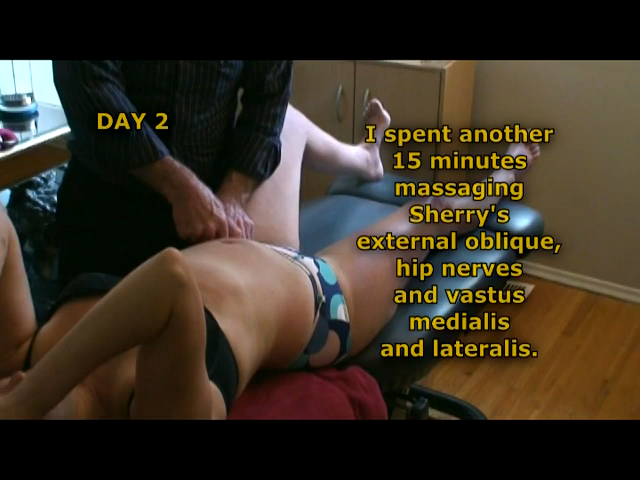 DAY 2
I spent another
15 minutes
massaging
Sherry's
external oblique,
hip nerves
and vastus
medialis
and lateralis.